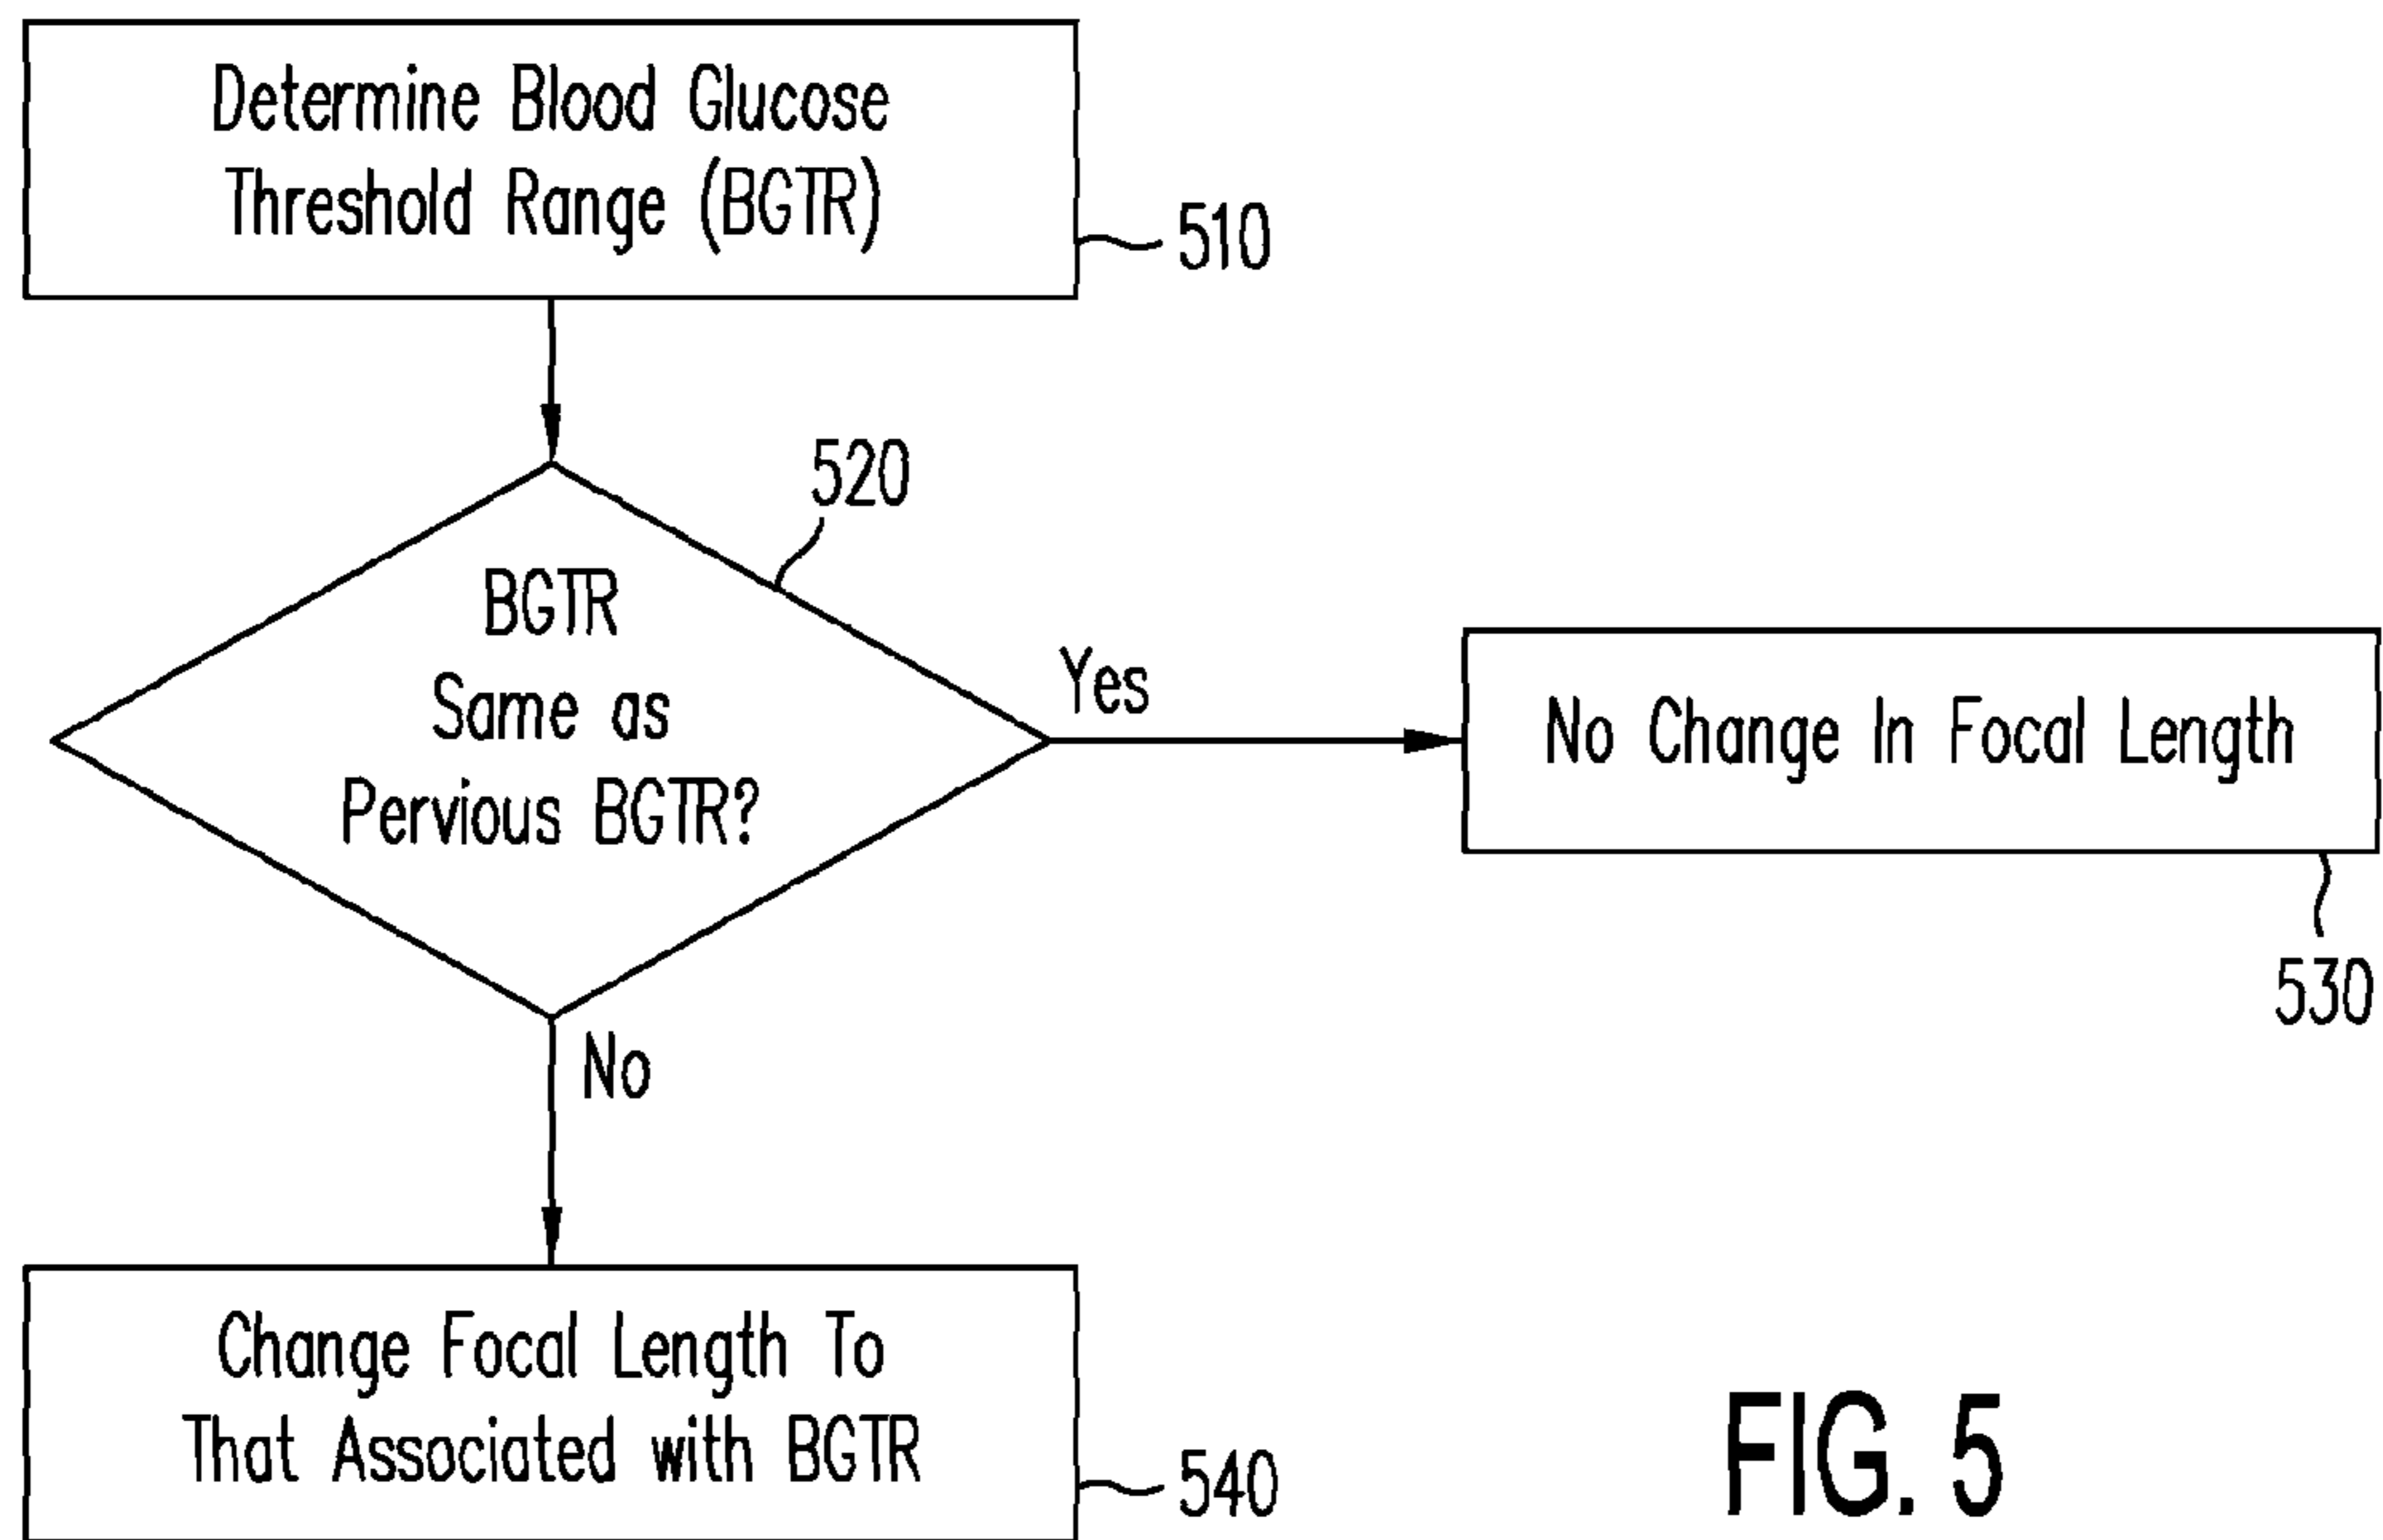 Determine Blood Glucose
Threshold Range (BGTR)
510
520
BGTR
Same as
Pervious BGTR?
Yes
No Change In Focal Length
530
No
Change Focal Length To
That Associated with BGTR
540
FIG. 5